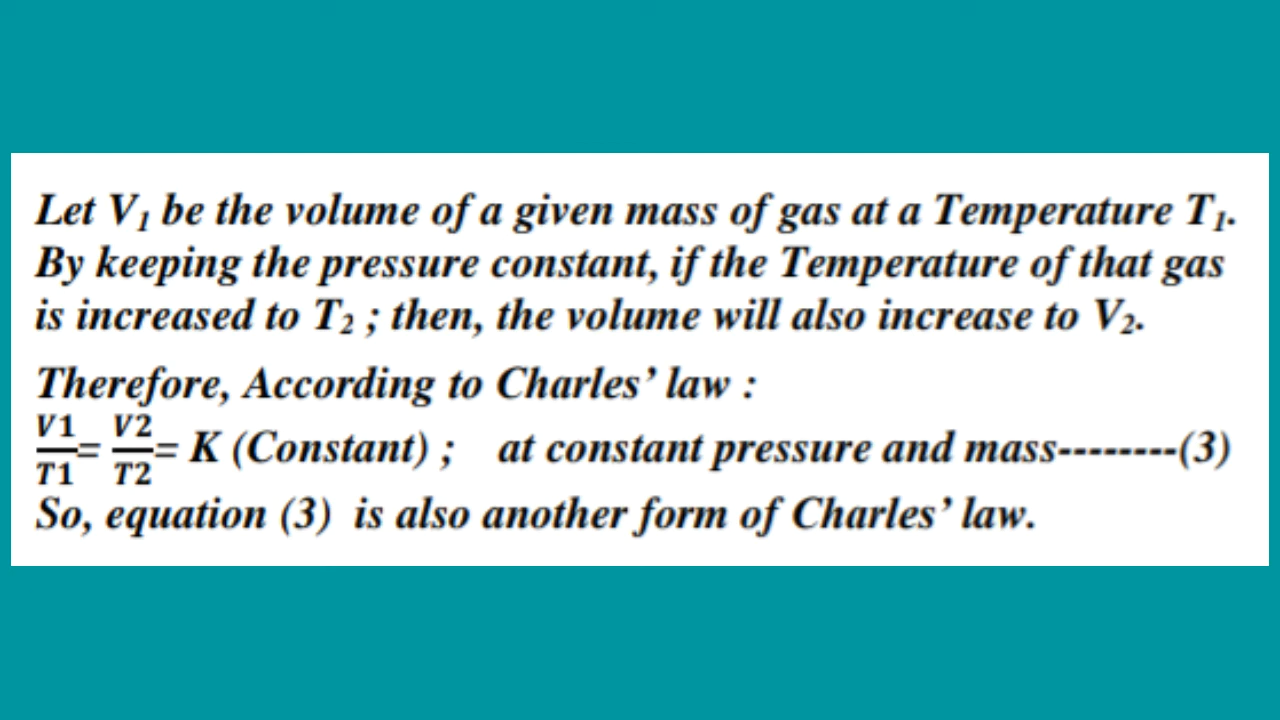 Let V₁ be the volume of a given mass of gas at a Temperature T₁.
By keeping the pressure constant, if the Temperature of that gas
is increased to T₂ ; then, the volume will also increase to V₂.
Therefore, According to Charles’ law :
V1/T1 = V2/T2 = K (Constant) ; at constant pressure and mass--------(3)
So, equation (3) is also another form of Charles’ law.